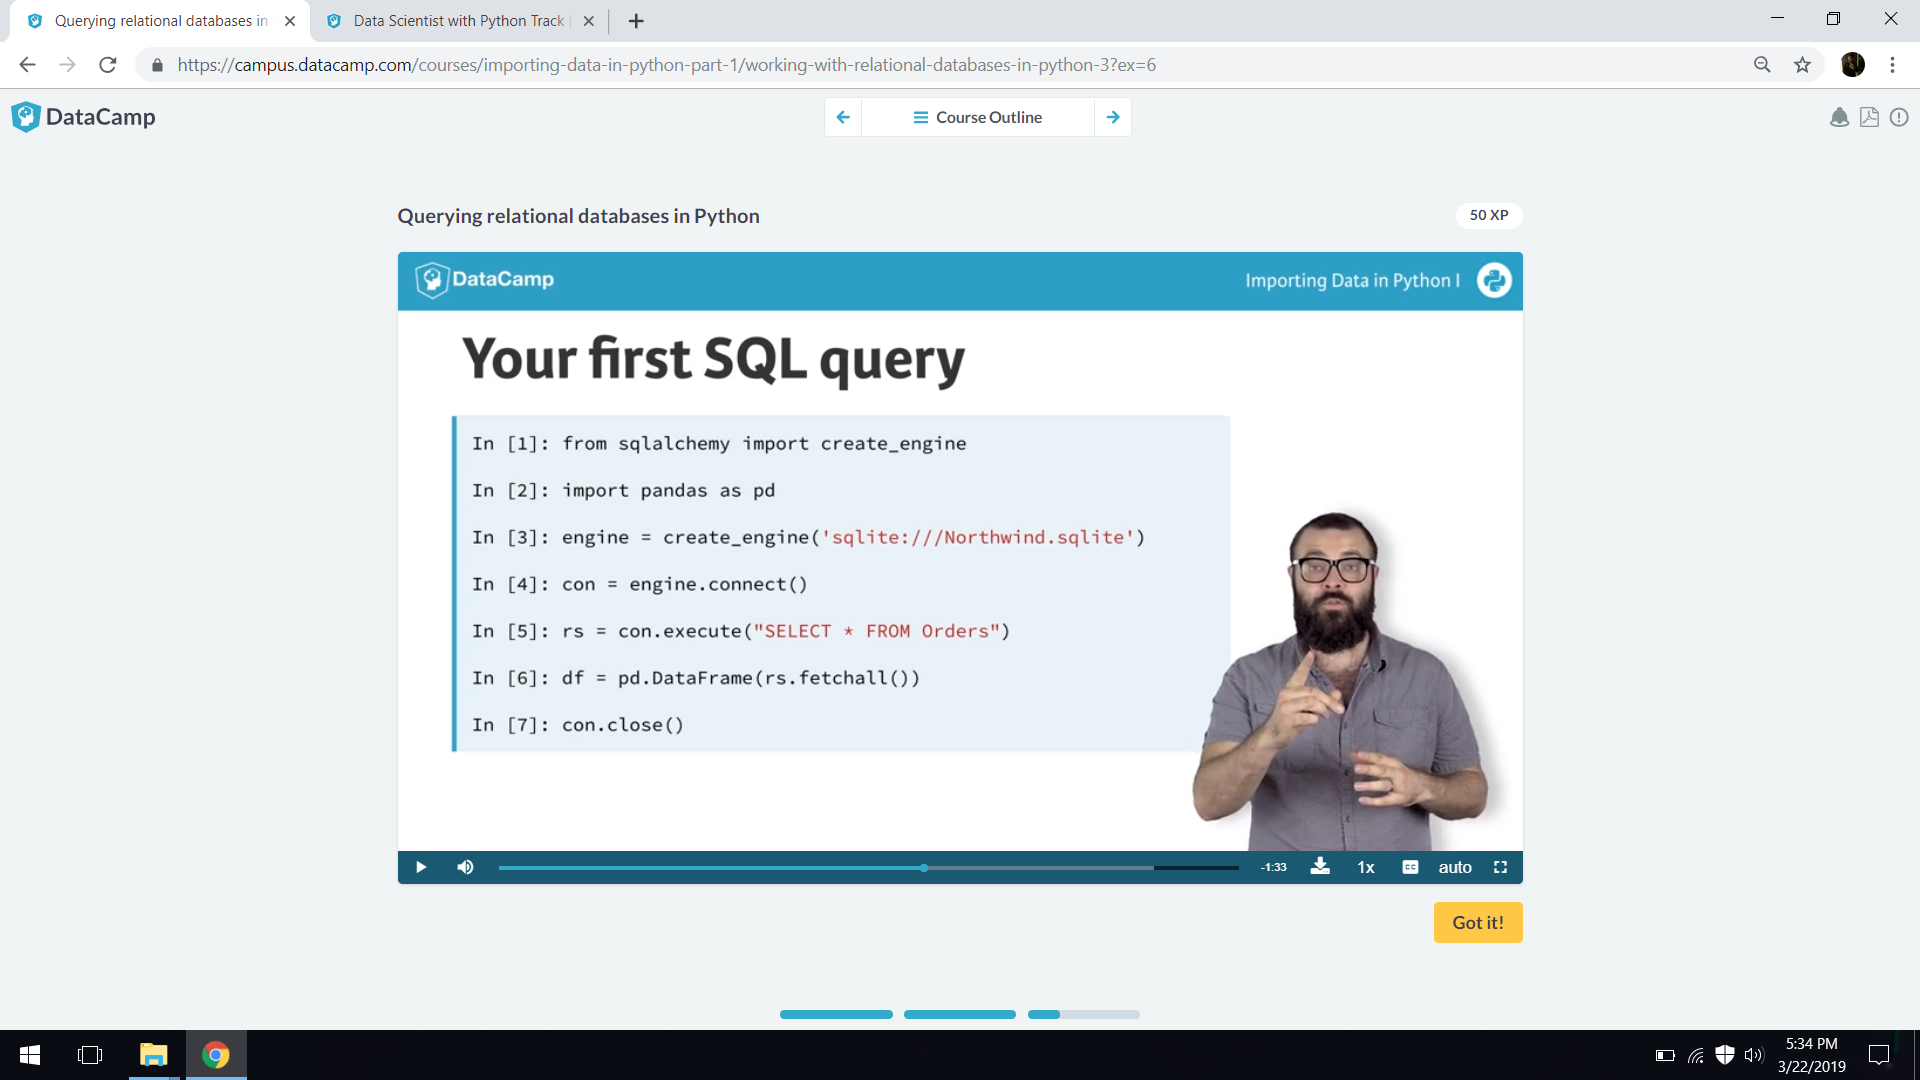 Querying relational databases in
Data Scientist with Python Track
https://campus.datacamp.com/courses/importing-data-in-python-part-1/working-with-relational-databases-in-python-3?ex=6
DataCamp
Course Outline
Querying relational databases in Python
50 XP
DataCamp
Importing Data in Python I
Your first SQL query
In [1]: from sqlalchemy import create_engine
In [2]: import pandas as pd
In [3]: engine = create_engine('sqlite:///Northwind.sqlite')
In [4]: con = engine.connect()
In [5]: rs = con.execute("SELECT * FROM Orders")
In [6]: df = pd.DataFrame(rs.fetchall())
In [7]: con.close()
-1:33
1x
CC
auto
Got it!
5:34 PM
3/22/2019